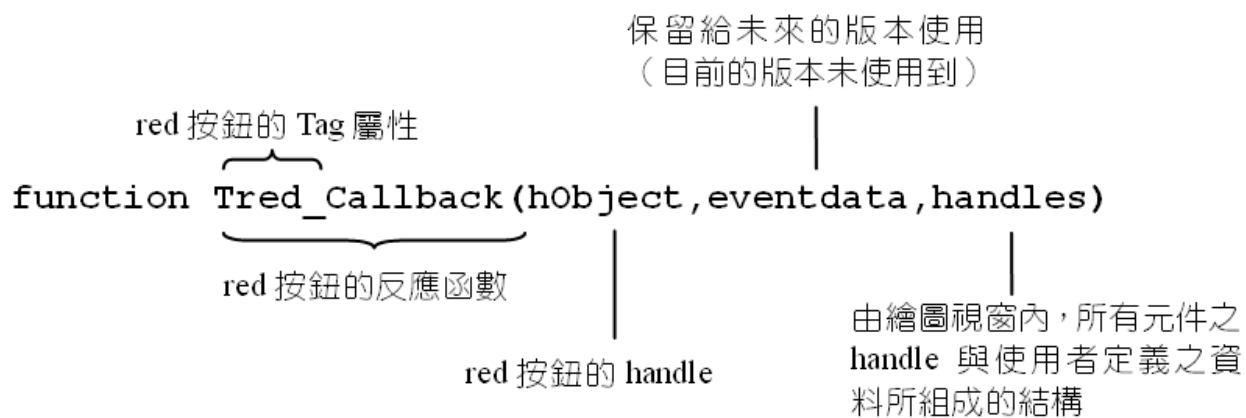 保留給未來的版本使用
（目前的版本未使用到）
red 按鈕的 Tag 屬性
function Tred_Callback(hObject,eventdata,handles)
red 按鈕的反應函數
red 按鈕的 handle
由繪圖視窗內，所有元件之
handle 與使用者定義之資
料所組成的結構